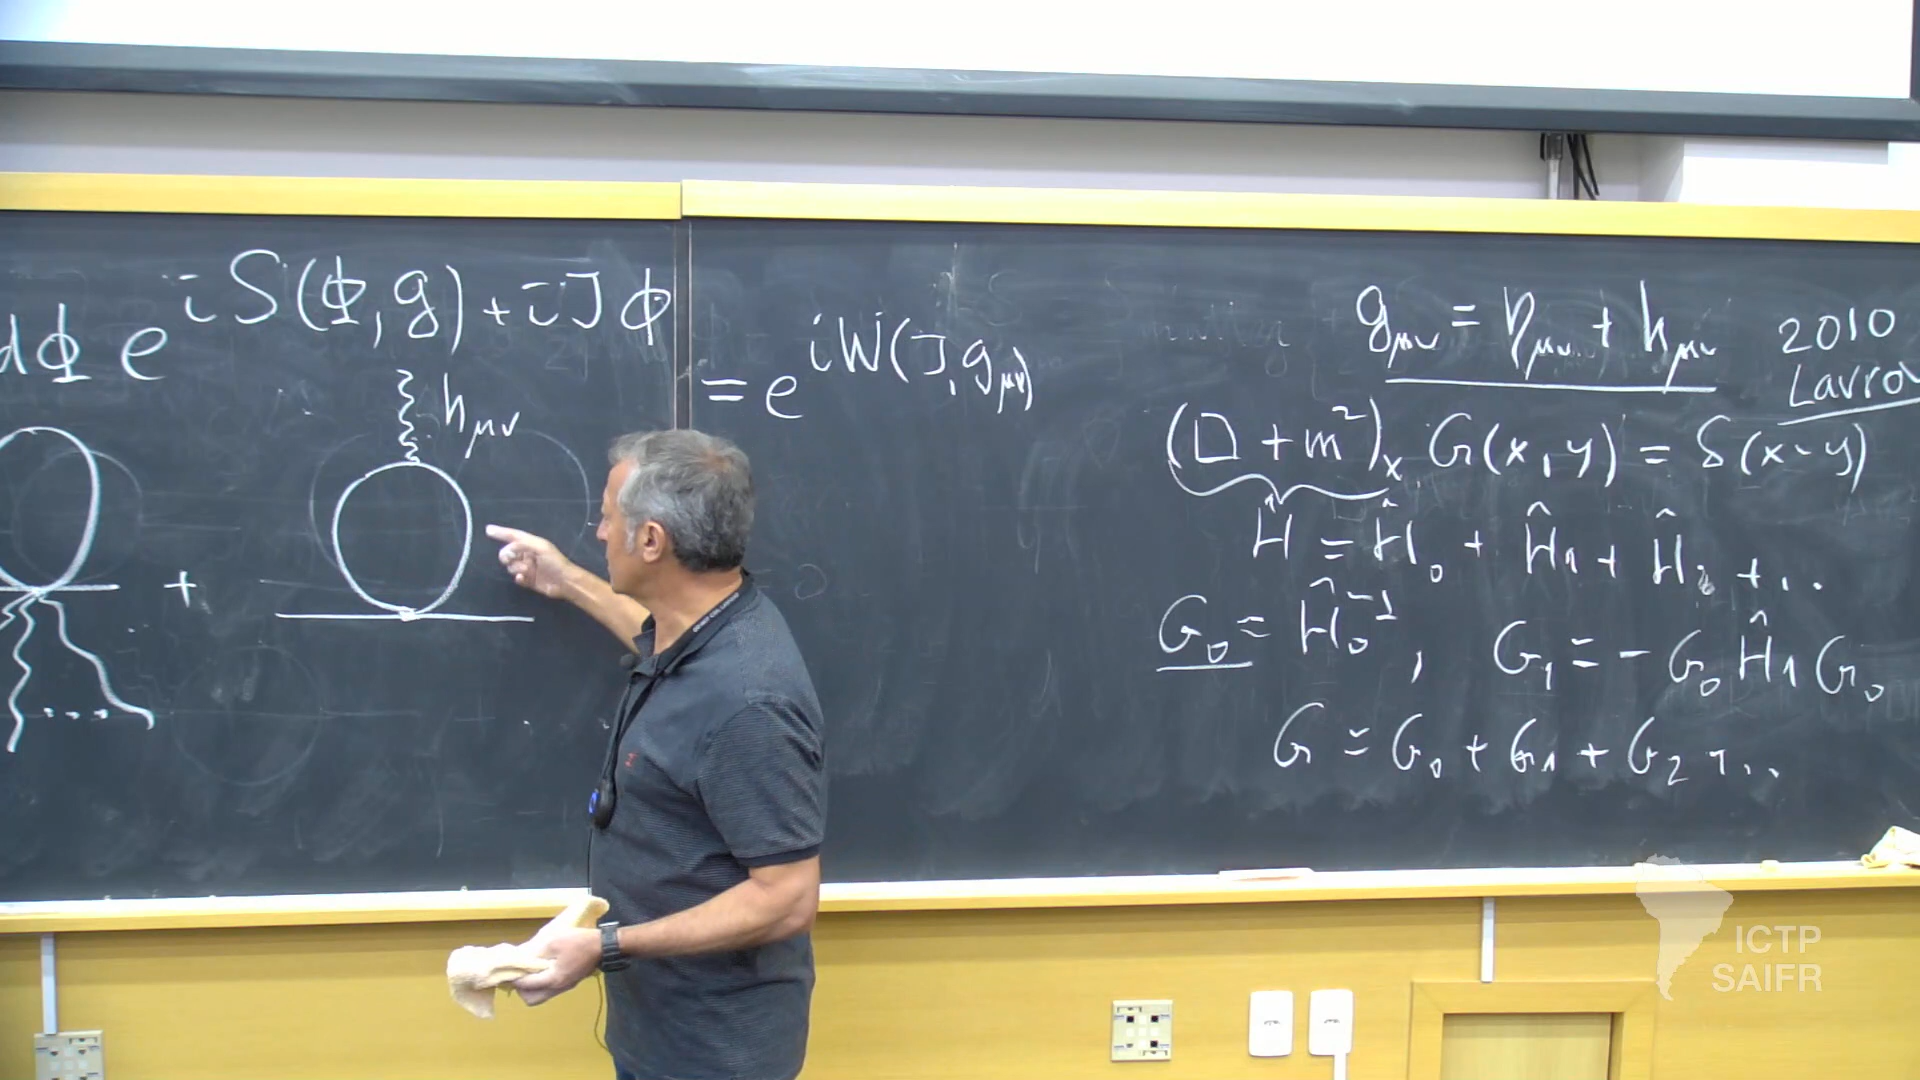 dΦ e^{iS(Φ,g)+iJΦ} = e^{iW(J,g_{μν})}
h_{μν}
+
....
g_{μν} = η_{μν} + h_{μν}
2010
(□ + m²)_x G(x,y) = δ(x-y)
Ĥ = Ĥ_0 + Ĥ_1 + Ĥ_2 + ...
G_0 = Ĥ_0^{-1}, G_1 = - G_0 Ĥ_1 G_0
G = G_0 + G_1 + G_2 + ...
ICTP
SAIFR